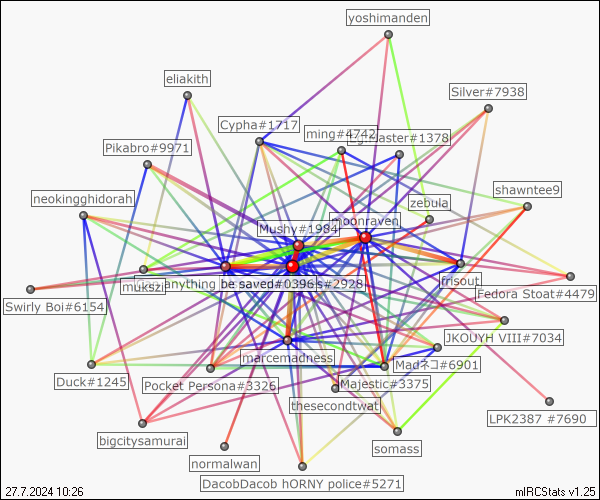 yoshimanden
eliakith
Silver#7938
Cypha#1717
ming#4742
aster#1378
Pikabro#9971
neokingghidorah
shawntee9
zebula
moonraven
Mushy#1984
muksz
anything be saved#0396
s#2928
frisout
Fedora Stoat#4479
Swirly Boi#6154
JKOUYH VIII#7034
marcemadness
Madネコ#6901
Duck#1245
Pocket Persona#3326
Majestic#3375
thesecondtwat
LPK2387 #7690
bigcitysamurai
somass
normalwan
DacobDacob hORNY police#5271
27.7.2024 10:26
mIRCStats v1.25